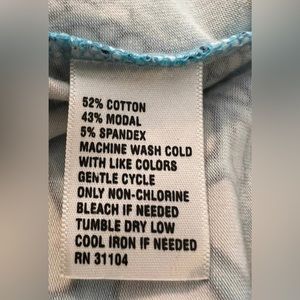 52% COTTON
43% MODAL
5% SPANDEX
MACHINE WASH COLD
WITH LIKE COLORS
GENTLE CYCLE
ONLY NON-CHLORINE
BLEACH IF NEEDED
TUMBLE DRY LOW
COOL IRON IF NEEDED
RN 31104